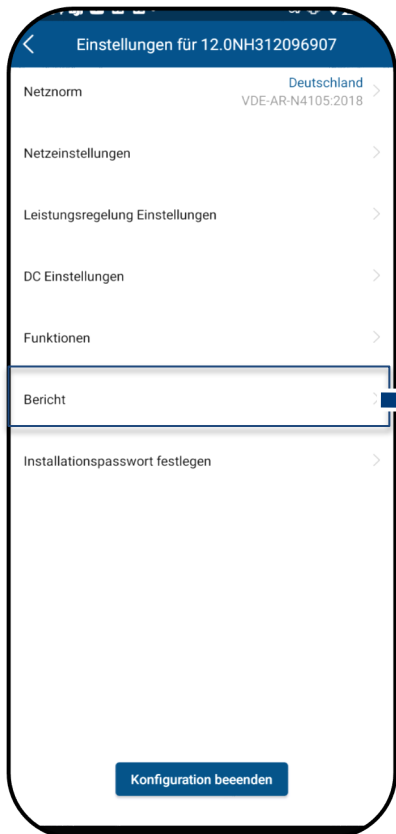 Einstellungen für 12.0NH312096907
Netznorm
Deutschland
VDE-AR-N4105:2018
Netzeinstellungen
Leistungsregelung Einstellungen
DC Einstellungen
Funktionen
Bericht
Installationspasswort festlegen
Konfiguration beeenden